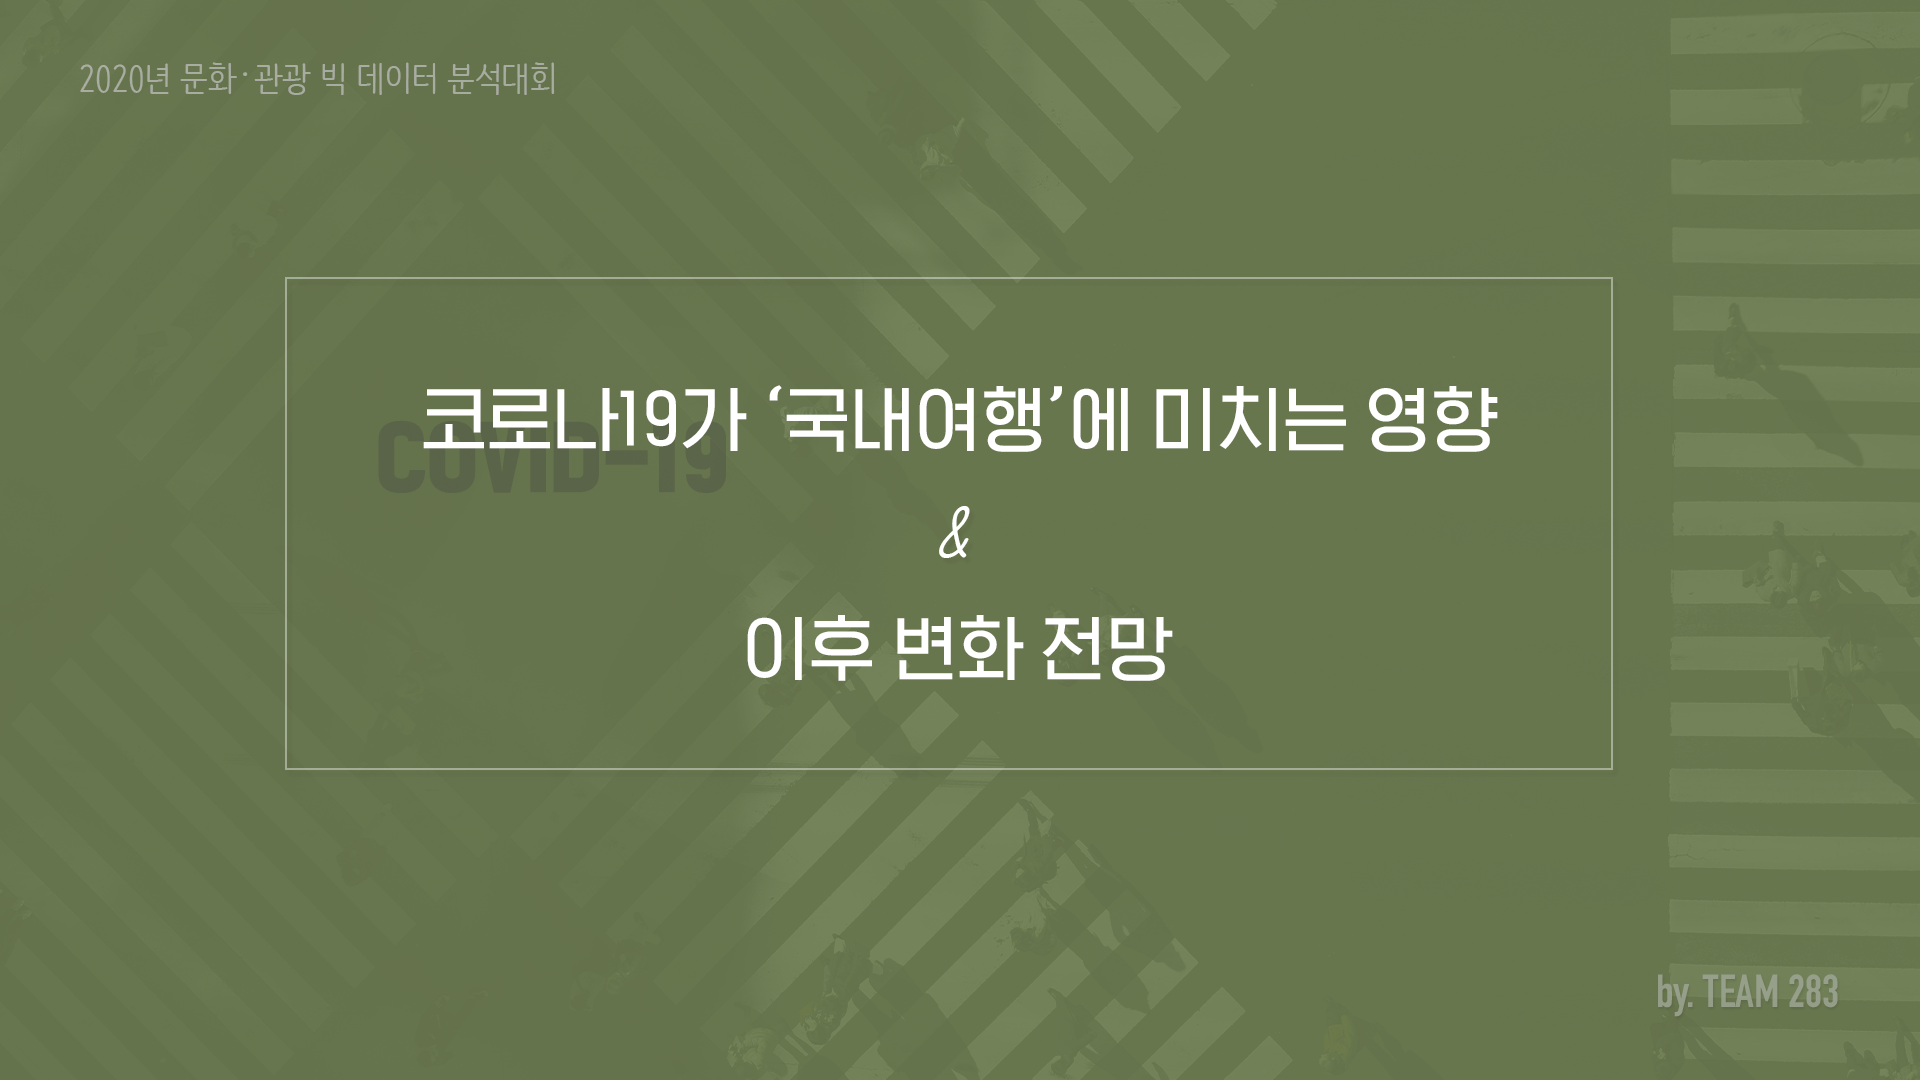 2020년 문화·관광 빅 데이터 분석대회
코로나19가 ‘국내여행’에 미치는 영향
COVID-19
&
이후 변화 전망
by. TEAM 283